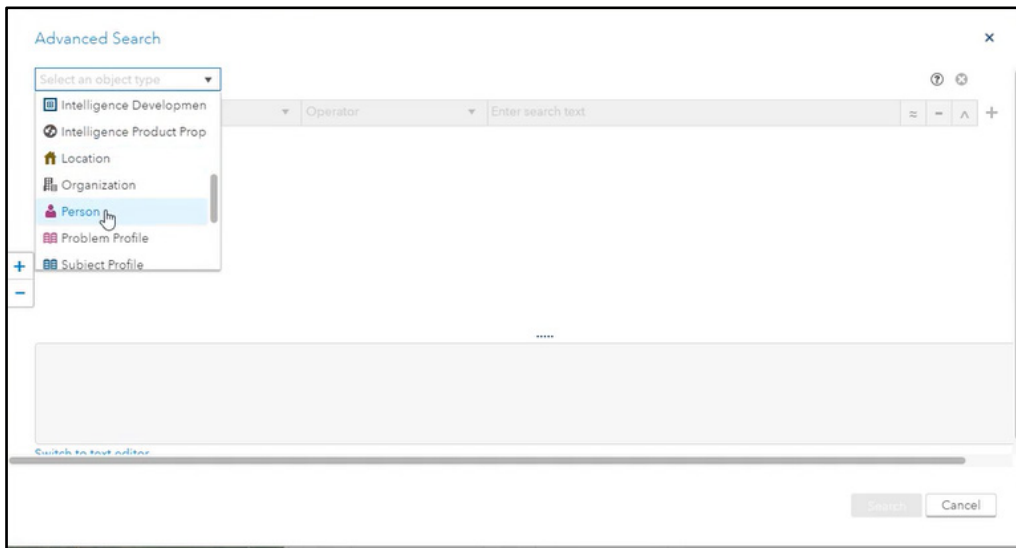 Advanced Search
Select an object type
Intelligence Developmen
Operator
Enter search text
Intelligence Product Prop
Location
Organization
Person
Problem Profile
Subject Profile
Switch to text editor
Search
Cancel